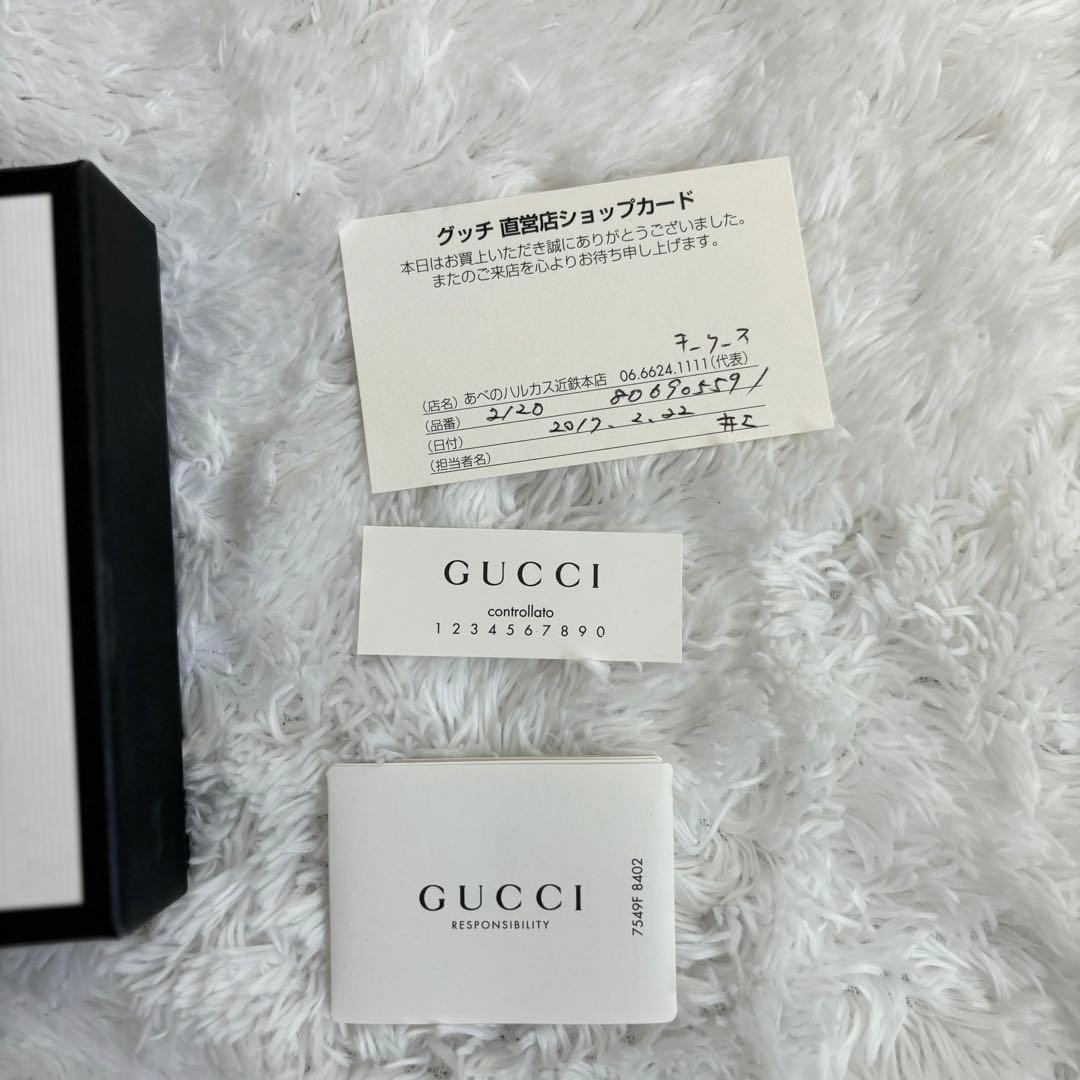 グッチ 直営店ショップカード
本日はお買上いただき誠にありがとうございました。
またのご来店を心よりお待ち申し上げます。
キーケース
(店名) あべのハルカス近鉄本店 06.6624.1111(代表)
(品番) 2120 806905591
(日付) 2017. 2. 22
(担当者名)
GUCCI
controllato
1 2 3 4 5 6 7 8 9 0
GUCCI
RESPONSIBILITY
7549F 8402